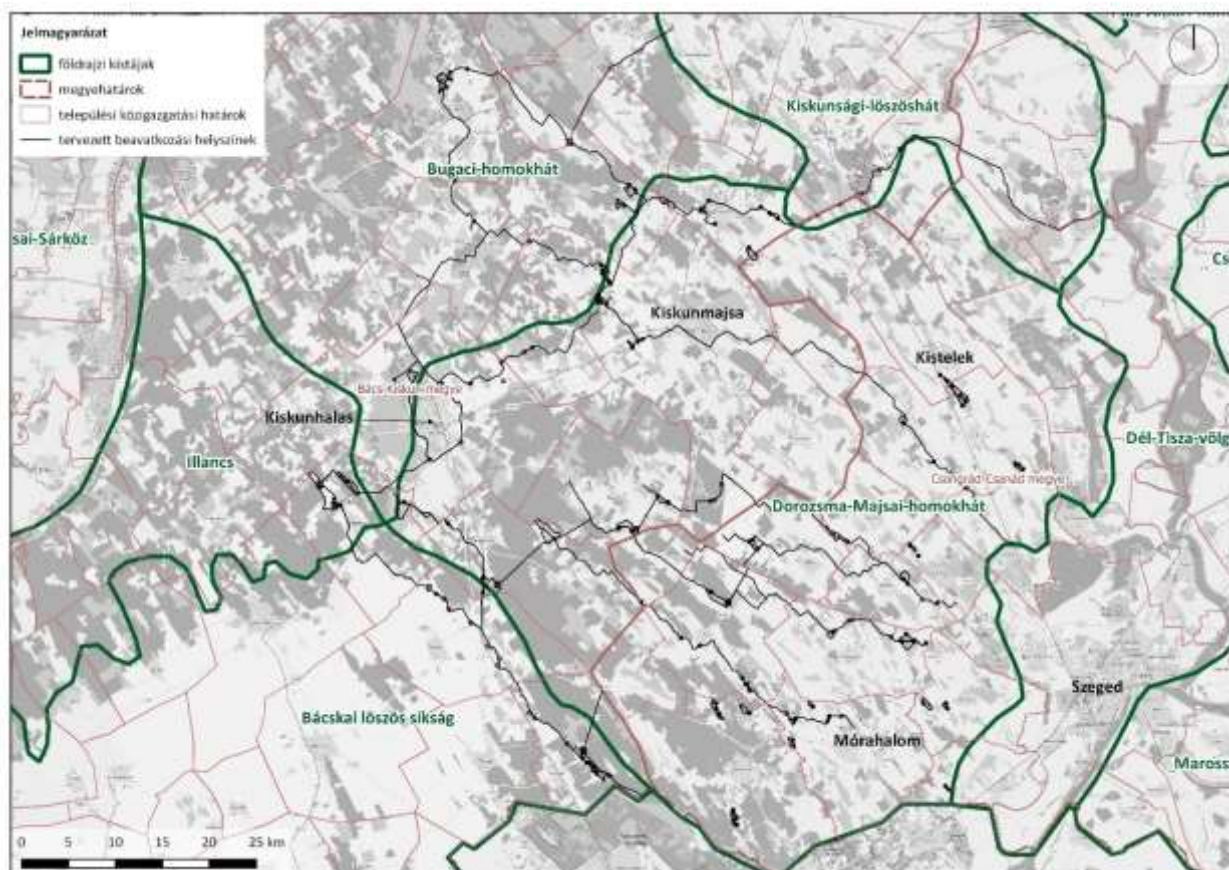 Jelmagyarázat
földrajzi kistájak
megyehatárok
települési közigazgatási határok
tervezett beavatkozási helyszínek
Kiskunsági-löszöshát
Bugaci-homokhát
sai-Sárköz
Cs
Kiskunmajsa
Kistelek
Bács-Kiskun megye
Kiskunhalas
Illancs
Dél-Tisza-völg
Csongrád-Csanád megye
Dorozsma-Majsai-homokhát
Szeged
Bácskai löszös síkság
Mórahalom
Maross
0 5 10 15 20 25 km